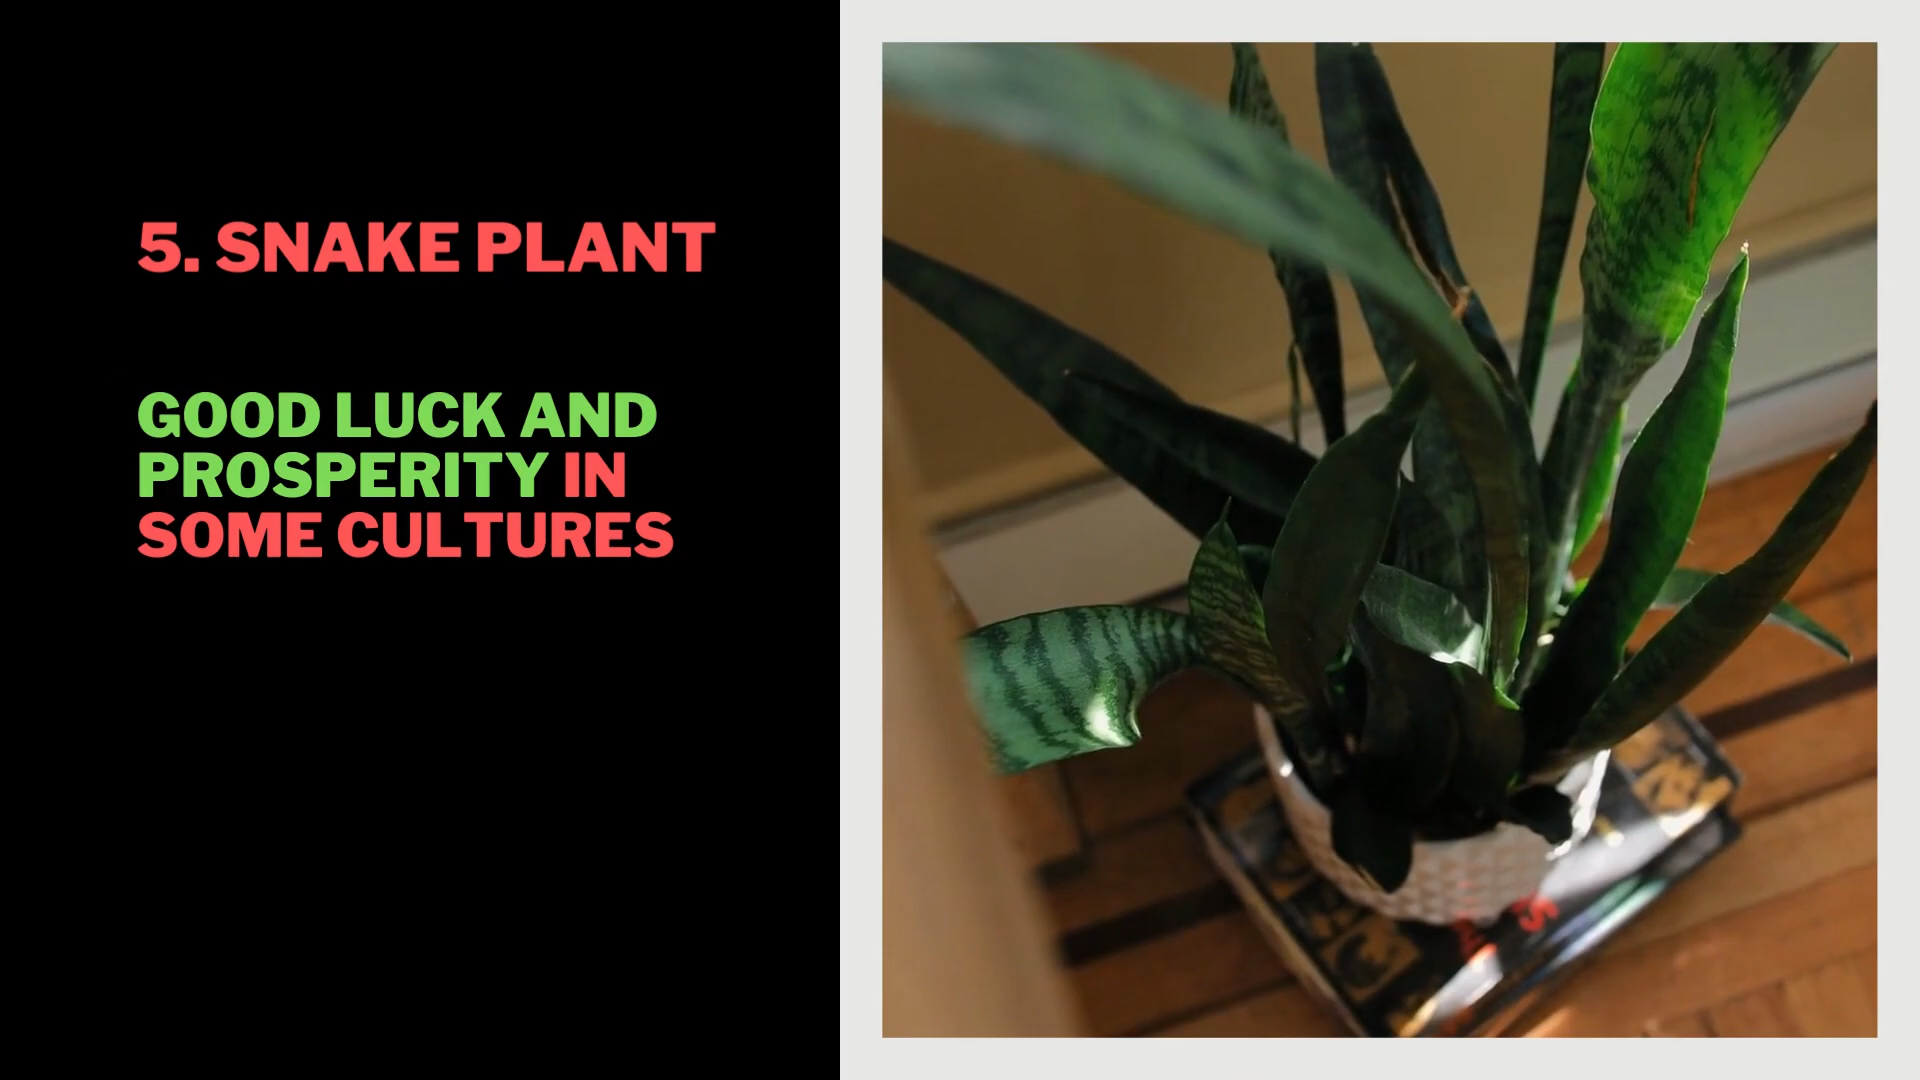 5. SNAKE PLANT
GOOD LUCK AND
PROSPERITY IN
SOME CULTURES